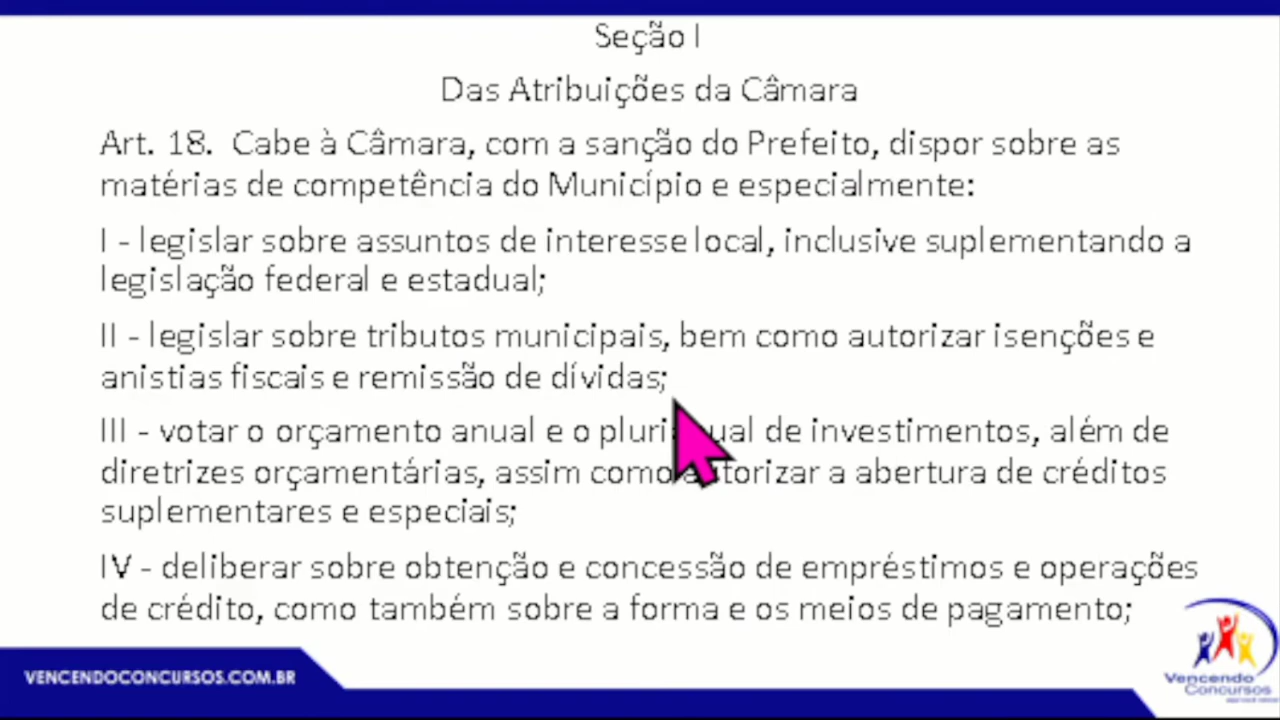 Seção I
Das Atribuições da Câmara
Art. 18. Cabe à Câmara, com a sanção do Prefeito, dispor sobre as
matérias de competência do Município e especialmente:
I - legislar sobre assuntos de interesse local, inclusive suplementando a
legislação federal e estadual;
II - legislar sobre tributos municipais, bem como autorizar isenções e
anistias fiscais e remissão de dívidas;
III - votar o orçamento anual e o plurianual de investimentos, além de
diretrizes orçamentárias, assim como autorizar a abertura de créditos
suplementares e especiais;
IV - deliberar sobre obtenção e concessão de empréstimos e operações
de crédito, como também sobre a forma e os meios de pagamento;
VENCENDOCONCURSOS.COM.BR
Vencendo
Concursos